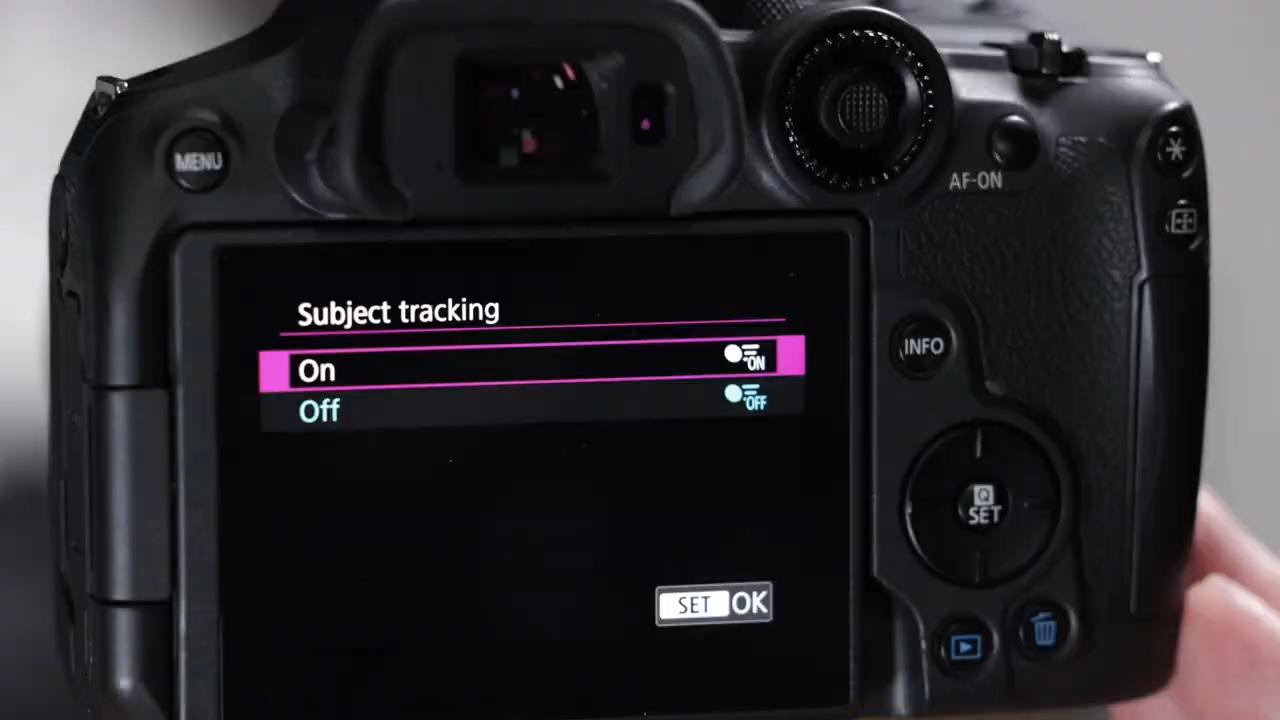 MENU
AF-ON
Subject tracking
On ON
Off OFF
INFO
Q
SET
SET OK